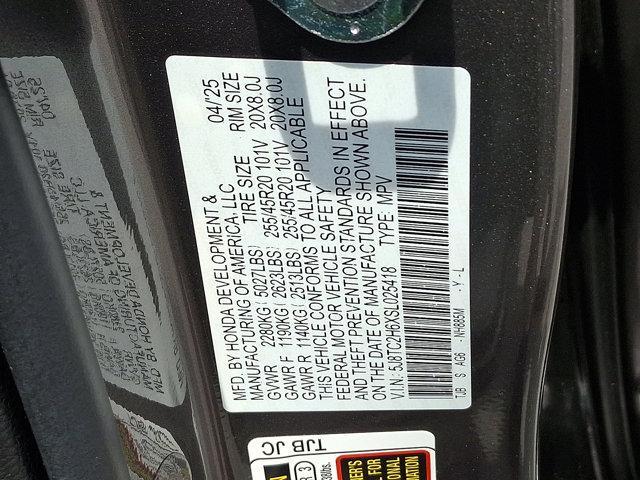 MFD. BY HONDA DEVELOPMENT & 04/'25
MANUFACTURING OF AMERICA, LLC
TIRE SIZE RIM SIZE
GVWR 2280KG( 5027LBS) 255/45R20 101V 20X8.0J
GAWR F 1190KG( 2623LBS) 255/45R20 101V 20X8.0J
GAWR R 1140KG( 2513LBS)
THIS VEHICLE CONFORMS TO ALL APPLICABLE
FEDERAL MOTOR VEHICLE SAFETY
AND THEFT PREVENTION STANDARDS IN EFFECT
ON THE DATE OF MANUFACTURE SHOWN ABOVE.
V.I.N.: 5J8TC2H6XSL025418 TYPE: MPV
TJB S AG6 -NH885M -Y-L
TJB JC
R 3